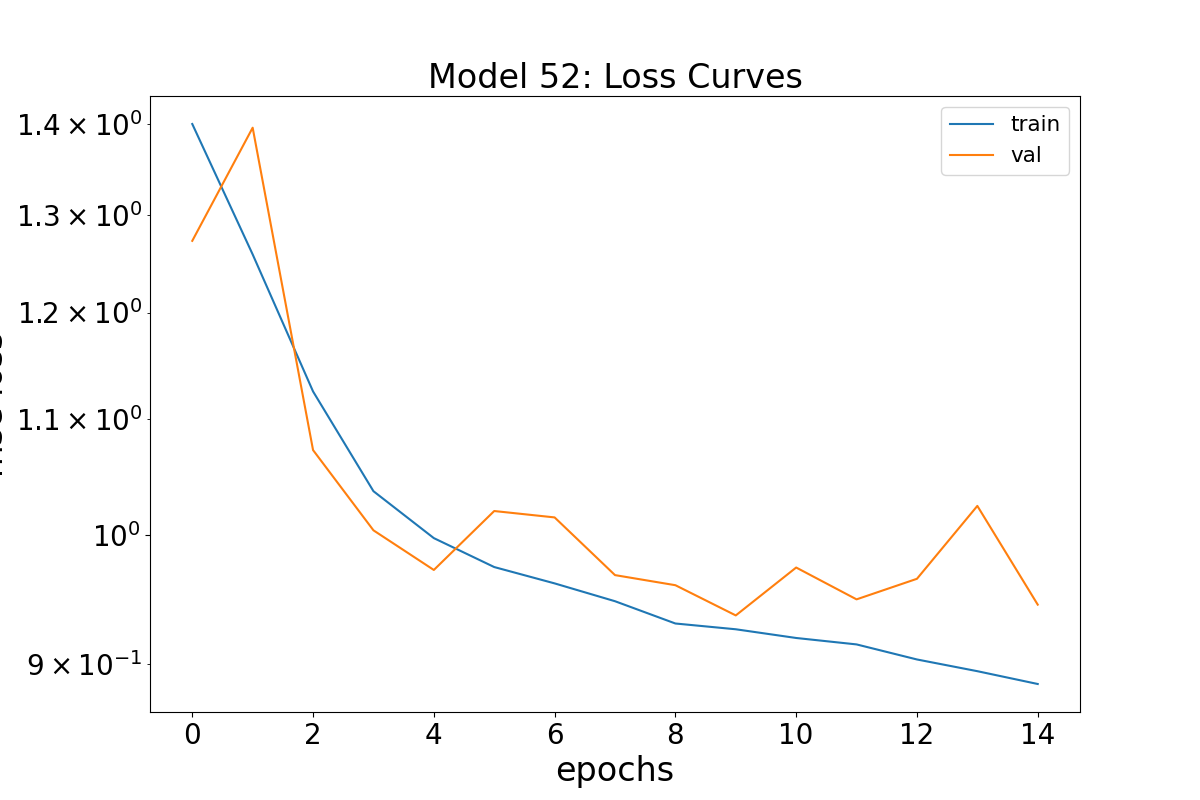 Model 52: Loss Curves
train
val
1.4 × 10⁰
1.3 × 10⁰
1.2 × 10⁰
1.1 × 10⁰
10⁰
9 × 10⁻¹
0 2 4 6 8 10 12 14
epochs